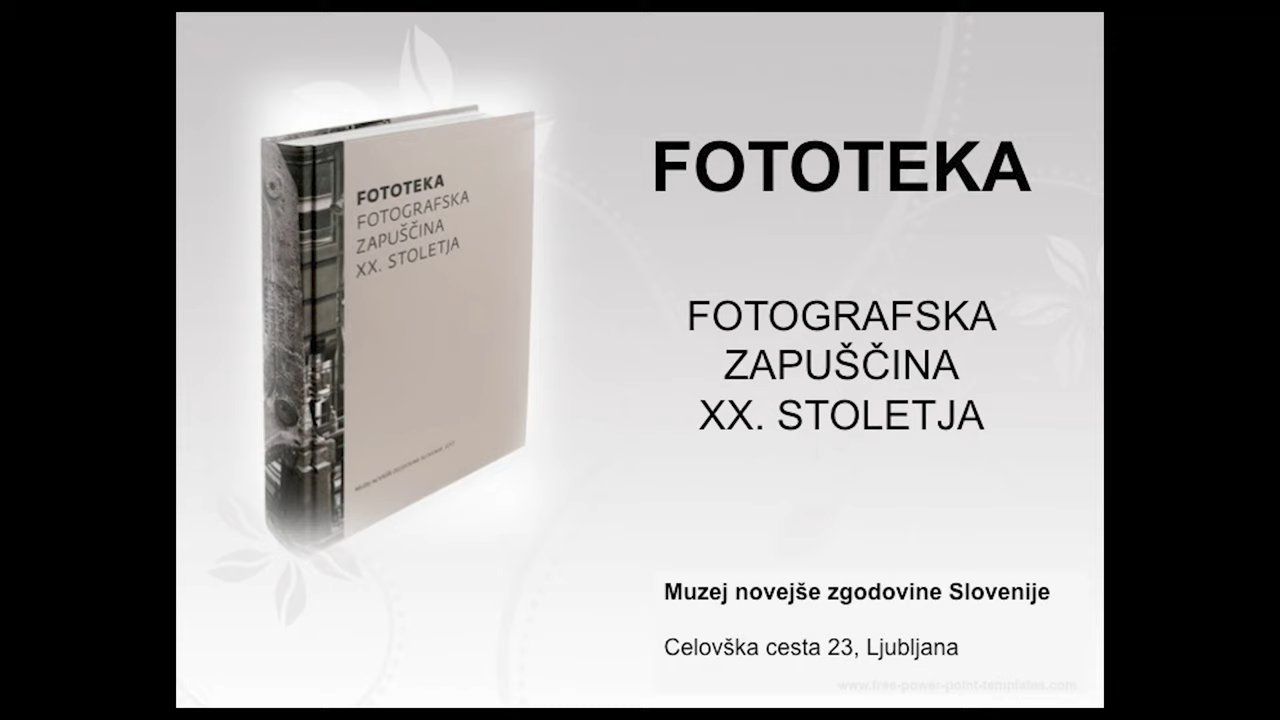 FOTOTEKA
FOTOGRAFSKA
ZAPUŠČINA
XX. STOLETJA
FOTOTEKA
FOTOGRAFSKA
ZAPUŠČINA
XX. STOLETJA
Muzej novejše zgodovine Slovenije
Celovška cesta 23, Ljubljana
www.free-power-point-templates.com